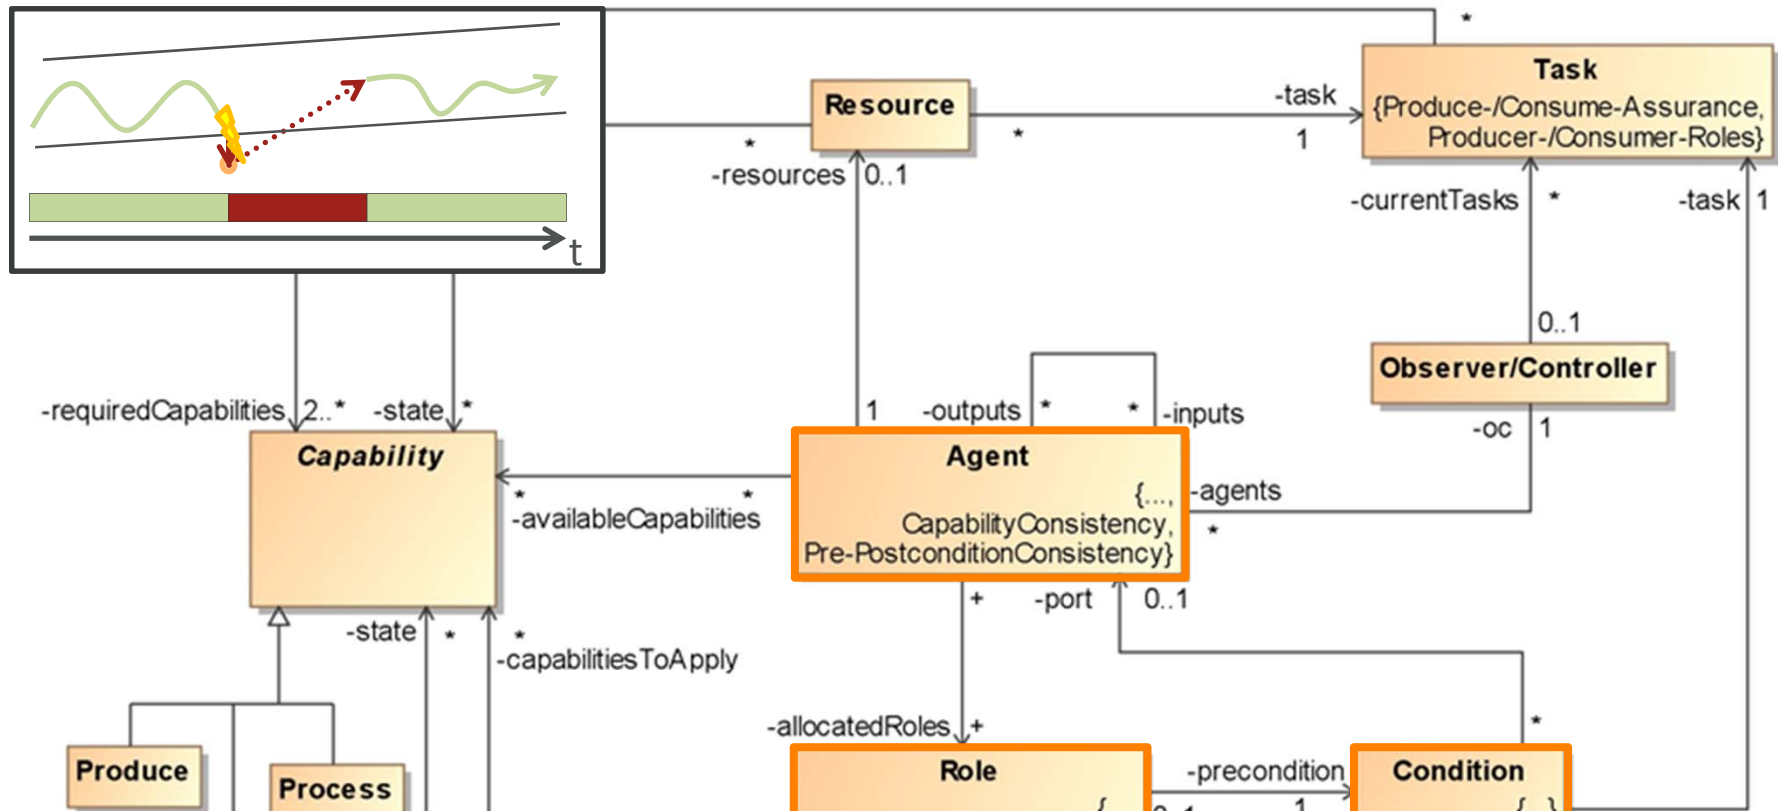 *
Task
{Produce-/Consume-Assurance,
Producer-/Consumer-Roles}
Resource
-task
*
1
*
-resources
0..1
-currentTasks
*
-task
1
t
0..1
Observer/Controller
-requiredCapabilities
2..*
-state
*
1
-outputs
*
*
-inputs
-oc
1
Capability
Agent
{...,
CapabilityConsistency,
Pre-PostconditionConsistency}
-agents
*
*
*
-availableCapabilities
+
-port
0..1
-state
*
*
-capabilitiesToApply
-allocatedRoles
+
*
Produce
Process
Role
-precondition
1
Condition